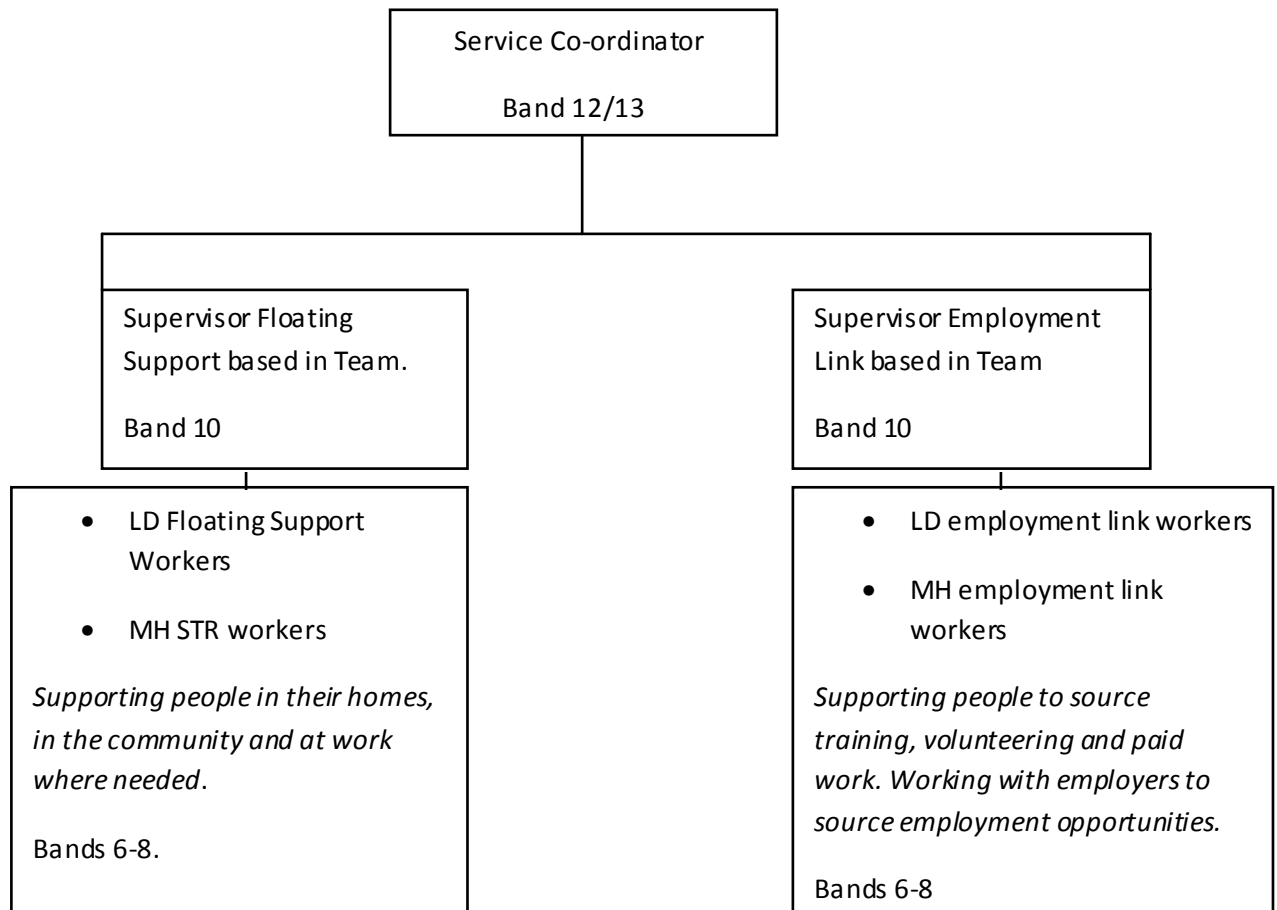 Service Co-ordinator
Band 12/13
Supervisor Floating
Support based in Team.
Band 10
Supervisor Employment
Link based in Team
Band 10
• LD Floating Support
Workers
• MH STR workers
Supporting people in their homes,
in the community and at work
where needed.
Bands 6-8.
• LD employment link workers
• MH employment link
workers
Supporting people to source
training, volunteering and paid
work. Working with employers to
source employment opportunities.
Bands 6-8